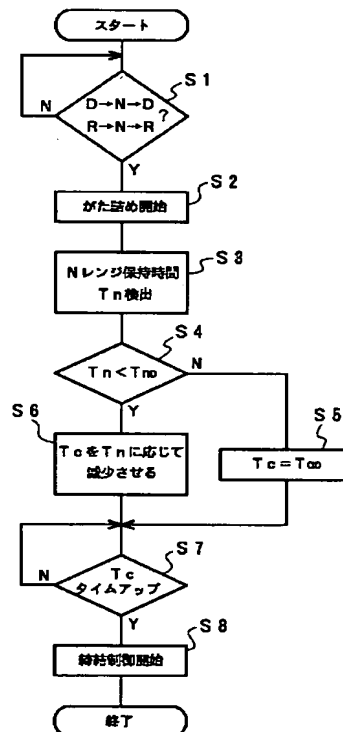 スタート
S1
D→N→D
R→N→R
?
N
Y
S2
がた詰め開始
S3
Nレンジ保持時間
Tn検出
S4
Tn<Tn0
N
Y
S6
TcをTnに応じて
減少させる
S5
Tc=Tc0
S7
Tc
タイムアップ
N
Y
S8
締結制御開始
終了